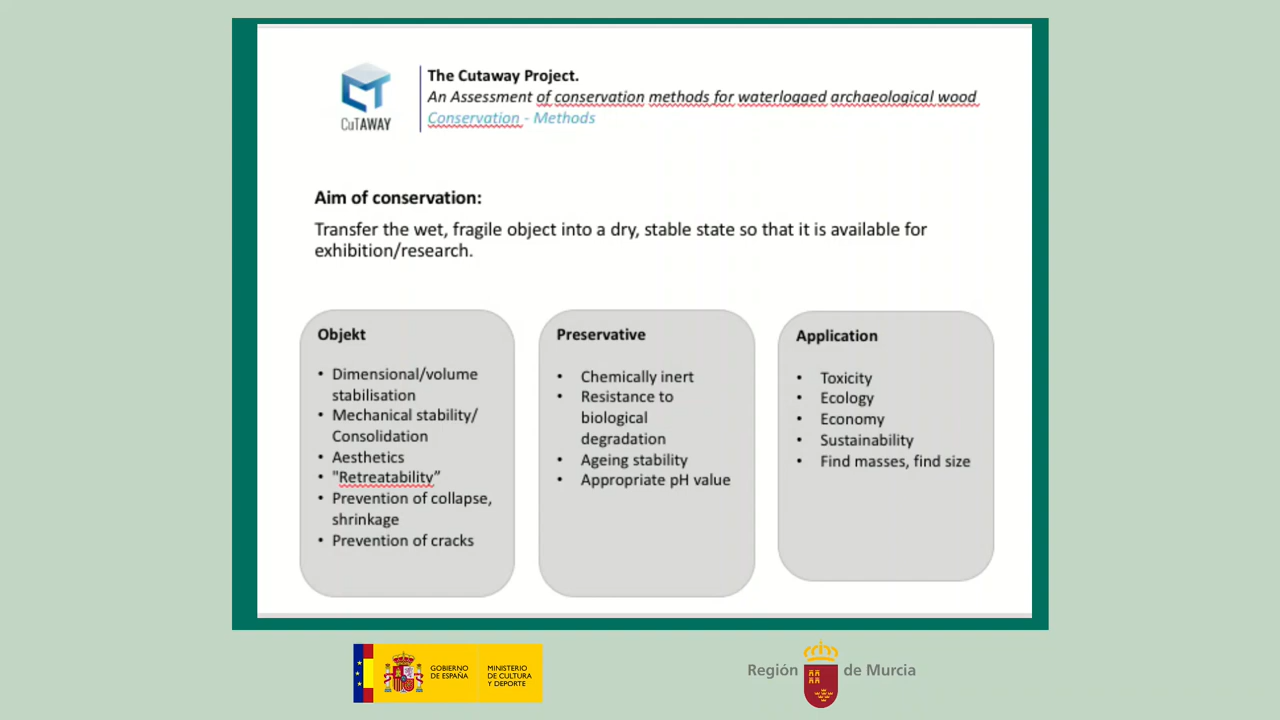 The Cutaway Project.
An Assessment of conservation methods for waterlogged archaeological wood
Conservation - Methods
CuTAWAY
Aim of conservation:
Transfer the wet, fragile object into a dry, stable state so that it is available for
exhibition/research.
Objekt
• Dimensional/volume
stabilisation
• Mechanical stability/
Consolidation
• Aesthetics
• "Retreatability”
• Prevention of collapse,
shrinkage
• Prevention of cracks
Preservative
• Chemically inert
• Resistance to
biological
degradation
• Ageing stability
• Appropriate pH value
Application
• Toxicity
• Ecology
• Economy
• Sustainability
• Find masses, find size
GOBIERNO
DE ESPAÑA
MINISTERIO
DE CULTURA
Y DEPORTE
Región de Murcia